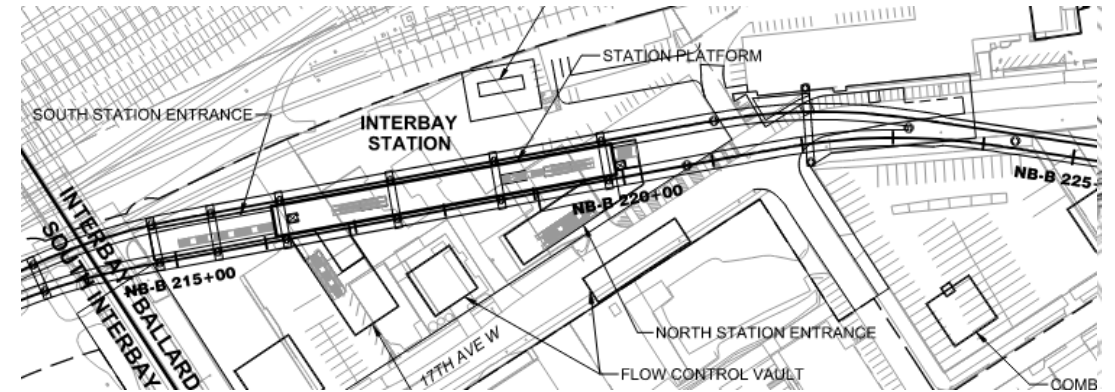 STATION PLATFORM
SOUTH STATION ENTRANCE
INTERBAY
STATION
INTERBAY
BALLARD
SOUTH INTERBAY
NB-B 215+00
NB-B 220+00
NB-B 225
NORTH STATION ENTRANCE
17TH AVE W
FLOW CONTROL VAULT
COMB